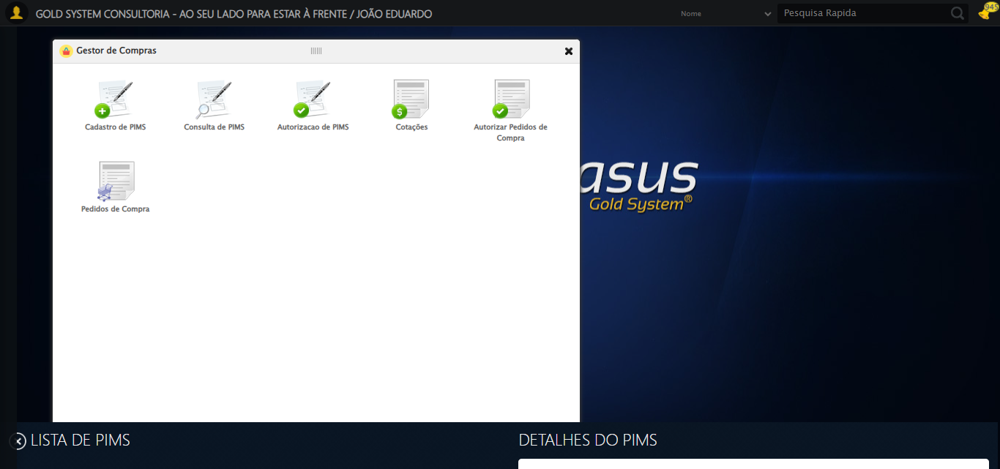 GOLD SYSTEM CONSULTORIA - AO SEU LADO PARA ESTAR À FRENTE / JOÃO EDUARDO
Nome
Pesquisa Rapida
945
Gestor de Compras
Cadastro de PIMS
Consulta de PIMS
Autorizacao de PIMS
Cotações
Autorizar Pedidos de
Compra
Pedidos de Compra
asus
Gold System®
LISTA DE PIMS
DETALHES DO PIMS